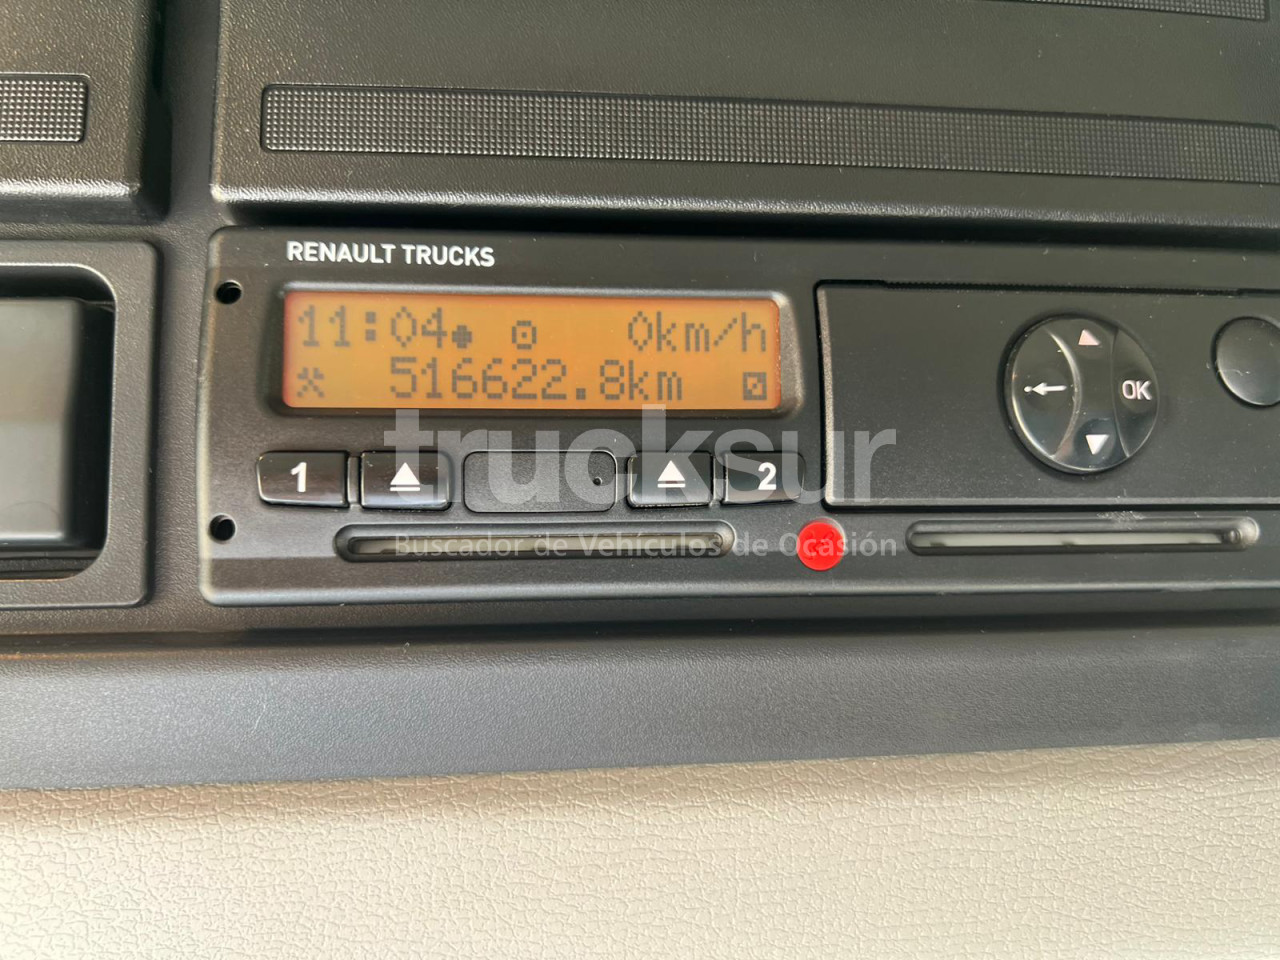 RENAULT TRUCKS
11:04 0km/h
516622.8km
1 2
OK
trucksur
Buscador de Vehículos de Ocasión